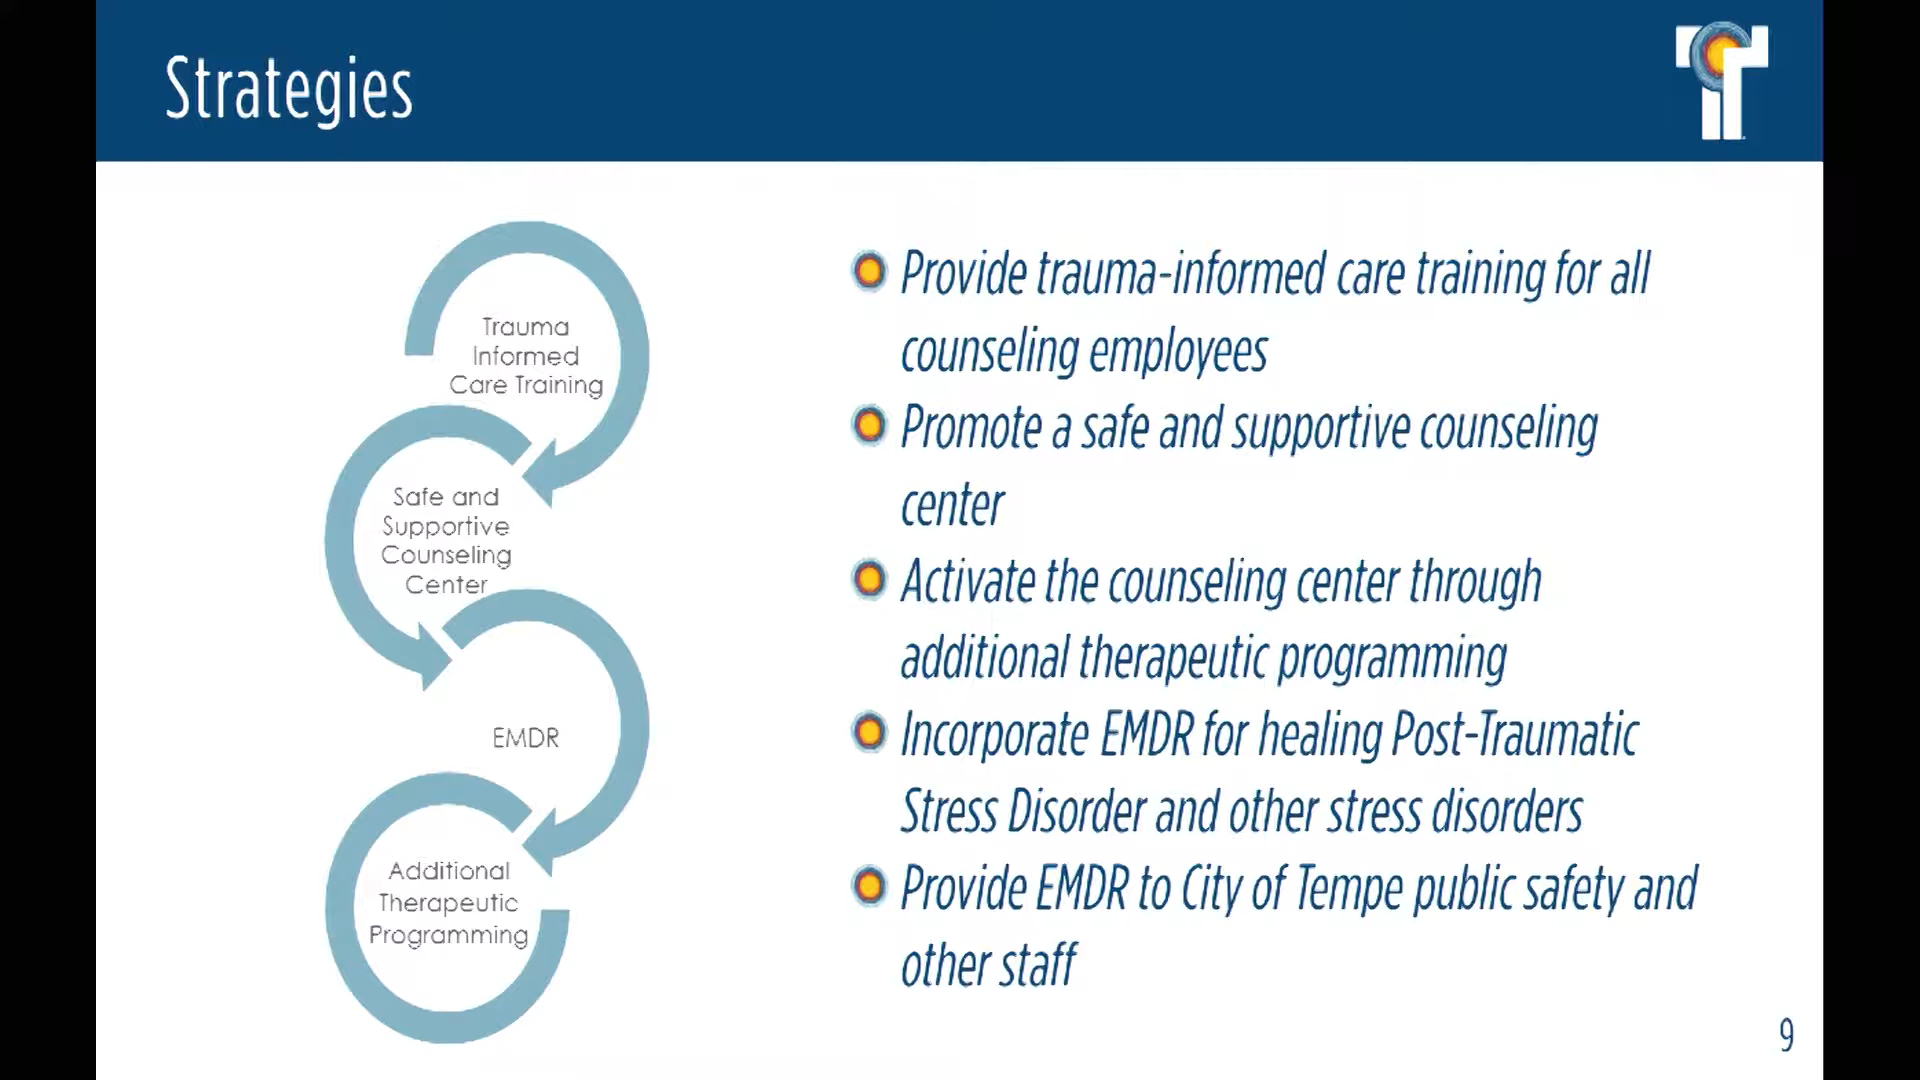 Strategies
Trauma
Informed
Care Training
Safe and
Supportive
Counseling
Center
EMDR
Additional
Therapeutic
Programming
Provide trauma-informed care training for all
counseling employees
Promote a safe and supportive counseling
center
Activate the counseling center through
additional therapeutic programming
Incorporate EMDR for healing Post-Traumatic
Stress Disorder and other stress disorders
Provide EMDR to City of Tempe public safety and
other staff
9